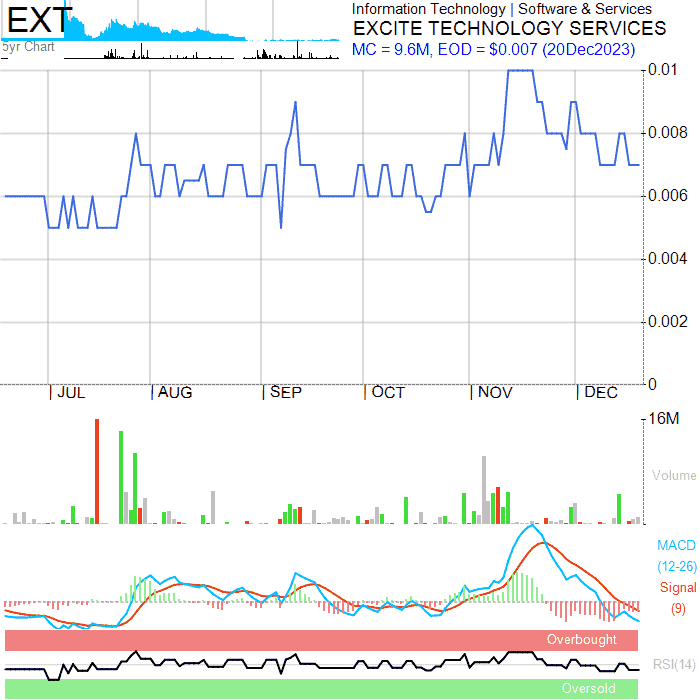 EXT
5yr Chart
Information Technology | Software & Services
EXCITE TECHNOLOGY SERVICES
MC = 9.6M, EOD = $0.007 (20Dec2023)
0.01
0.008
0.006
0.004
0.002
0
JUL AUG SEP OCT NOV DEC
16M
Volume
MACD
(12-26)
Signal
(9)
Overbought
RSI(14)
Oversold